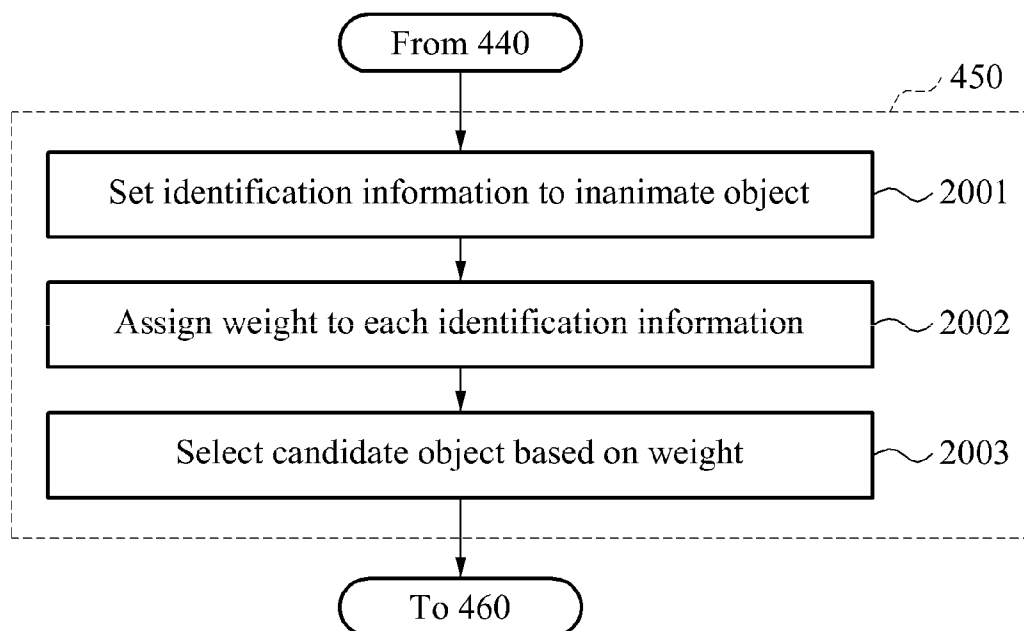 From 440
450
Set identification information to inanimate object
2001
Assign weight to each identification information
2002
Select candidate object based on weight
2003
To 460